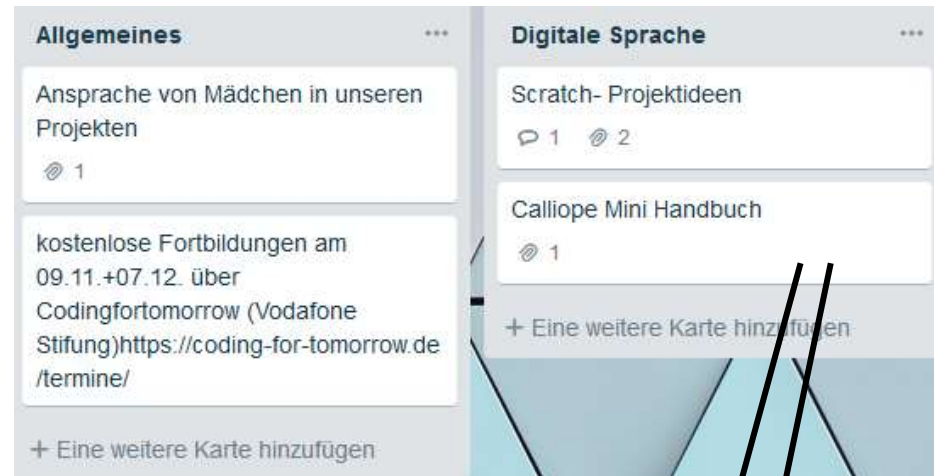 Allgemeines
Ansprache von Mädchen in unseren
Projekten
1
kostenlose Fortbildungen am
09.11.+07.12. über
Codingfortomorrow (Vodafone
Stifung)https://coding-for-tomorrow.de
/termine/
+ Eine weitere Karte hinzufügen
Digitale Sprache
Scratch- Projektideen
1 2
Calliope Mini Handbuch
1
+ Eine weitere Karte hinzufügen